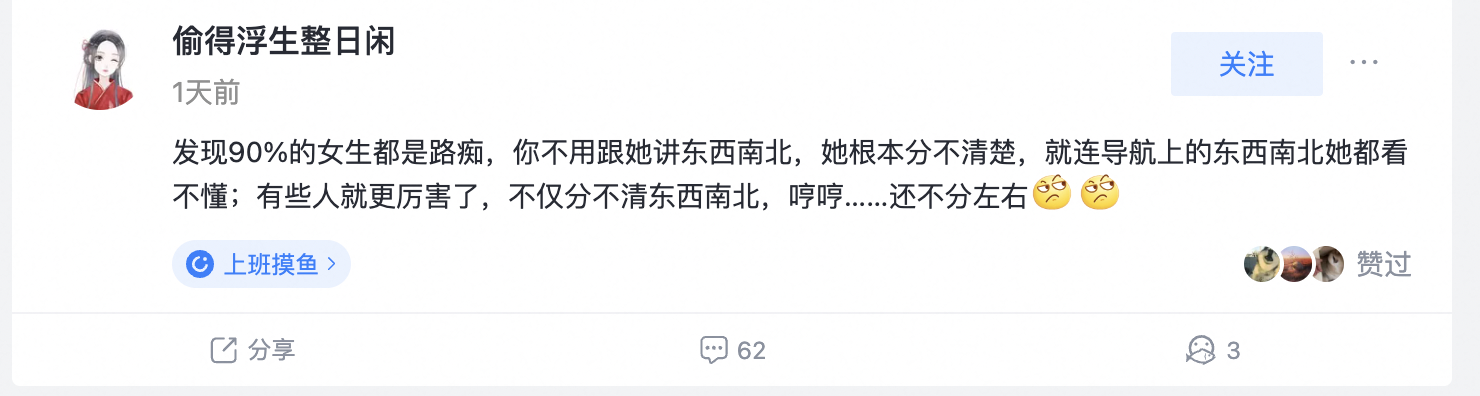 偷得浮生整日闲
关注
1天前
发现90%的女生都是路痴，你不用跟她讲东西南北，她根本分不清楚，就连导航上的东西南北她都看
不懂；有些人就更厉害了，不仅分不清东西南北，哼哼……还不分左右
上班摸鱼
赞过
分享
62
3